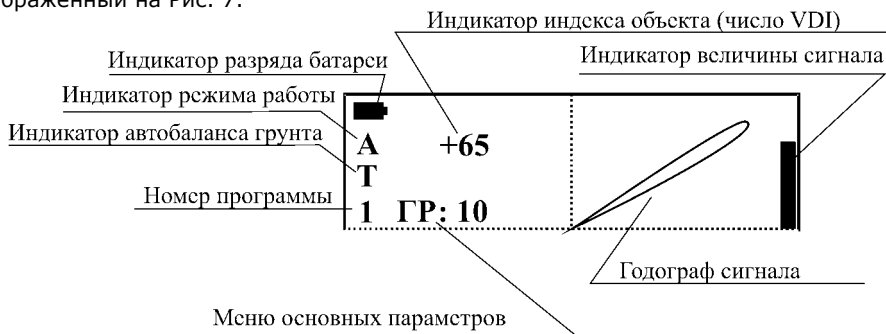 ображенный на Рис. 7.
Индикатор индекса объекта (число VDI)
Индикатор величины сигнала
Индикатор разряда батареи
Индикатор режима работы
Индикатор автобаланса грунта
Номер программы
А +65
Т
1 ГР: 10
Годограф сигнала
Меню основных параметров